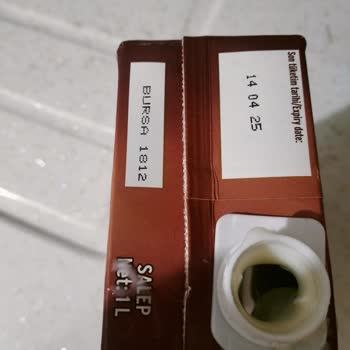 BURSA 1812
Son tüketim tarihi/Expiry date:
14 04 25
SALEP
Net:1 L